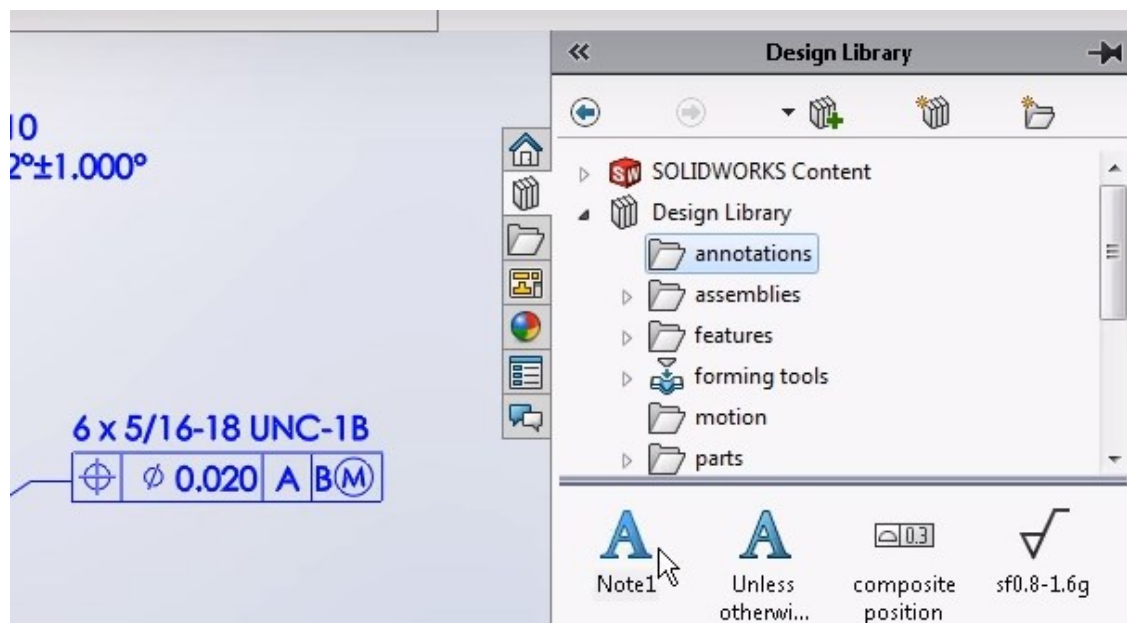 Design Library
10
2°±1.000°
SOLIDWORKS Content
Design Library
annotations
assemblies
features
forming tools
motion
parts
6 x 5/16-18 UNC-1B
⌖ ⌀ 0.020 A B Ⓜ
Note1
Unless
otherwi...
0.3
composite
position
sf0.8-1.6g